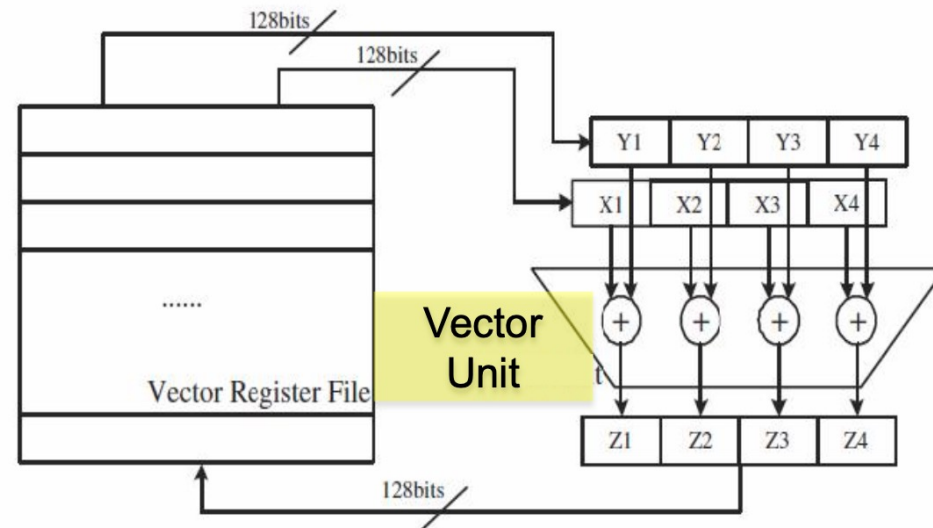 128bits
128bits
Y1 Y2 Y3 Y4
X1 X2 X3 X4
......
+ + + +
Vector
Unit
Vector Register File
Z1 Z2 Z3 Z4
128bits